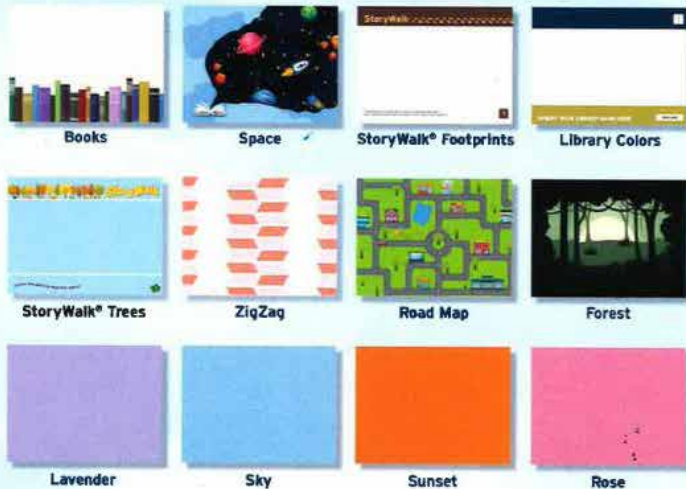 StoryWalk
Books
Space
StoryWalk® Footprints
Library Colors
StoryWalk® Trees
ZigZag
Road Map
Forest
Lavender
Sky
Sunset
Rose